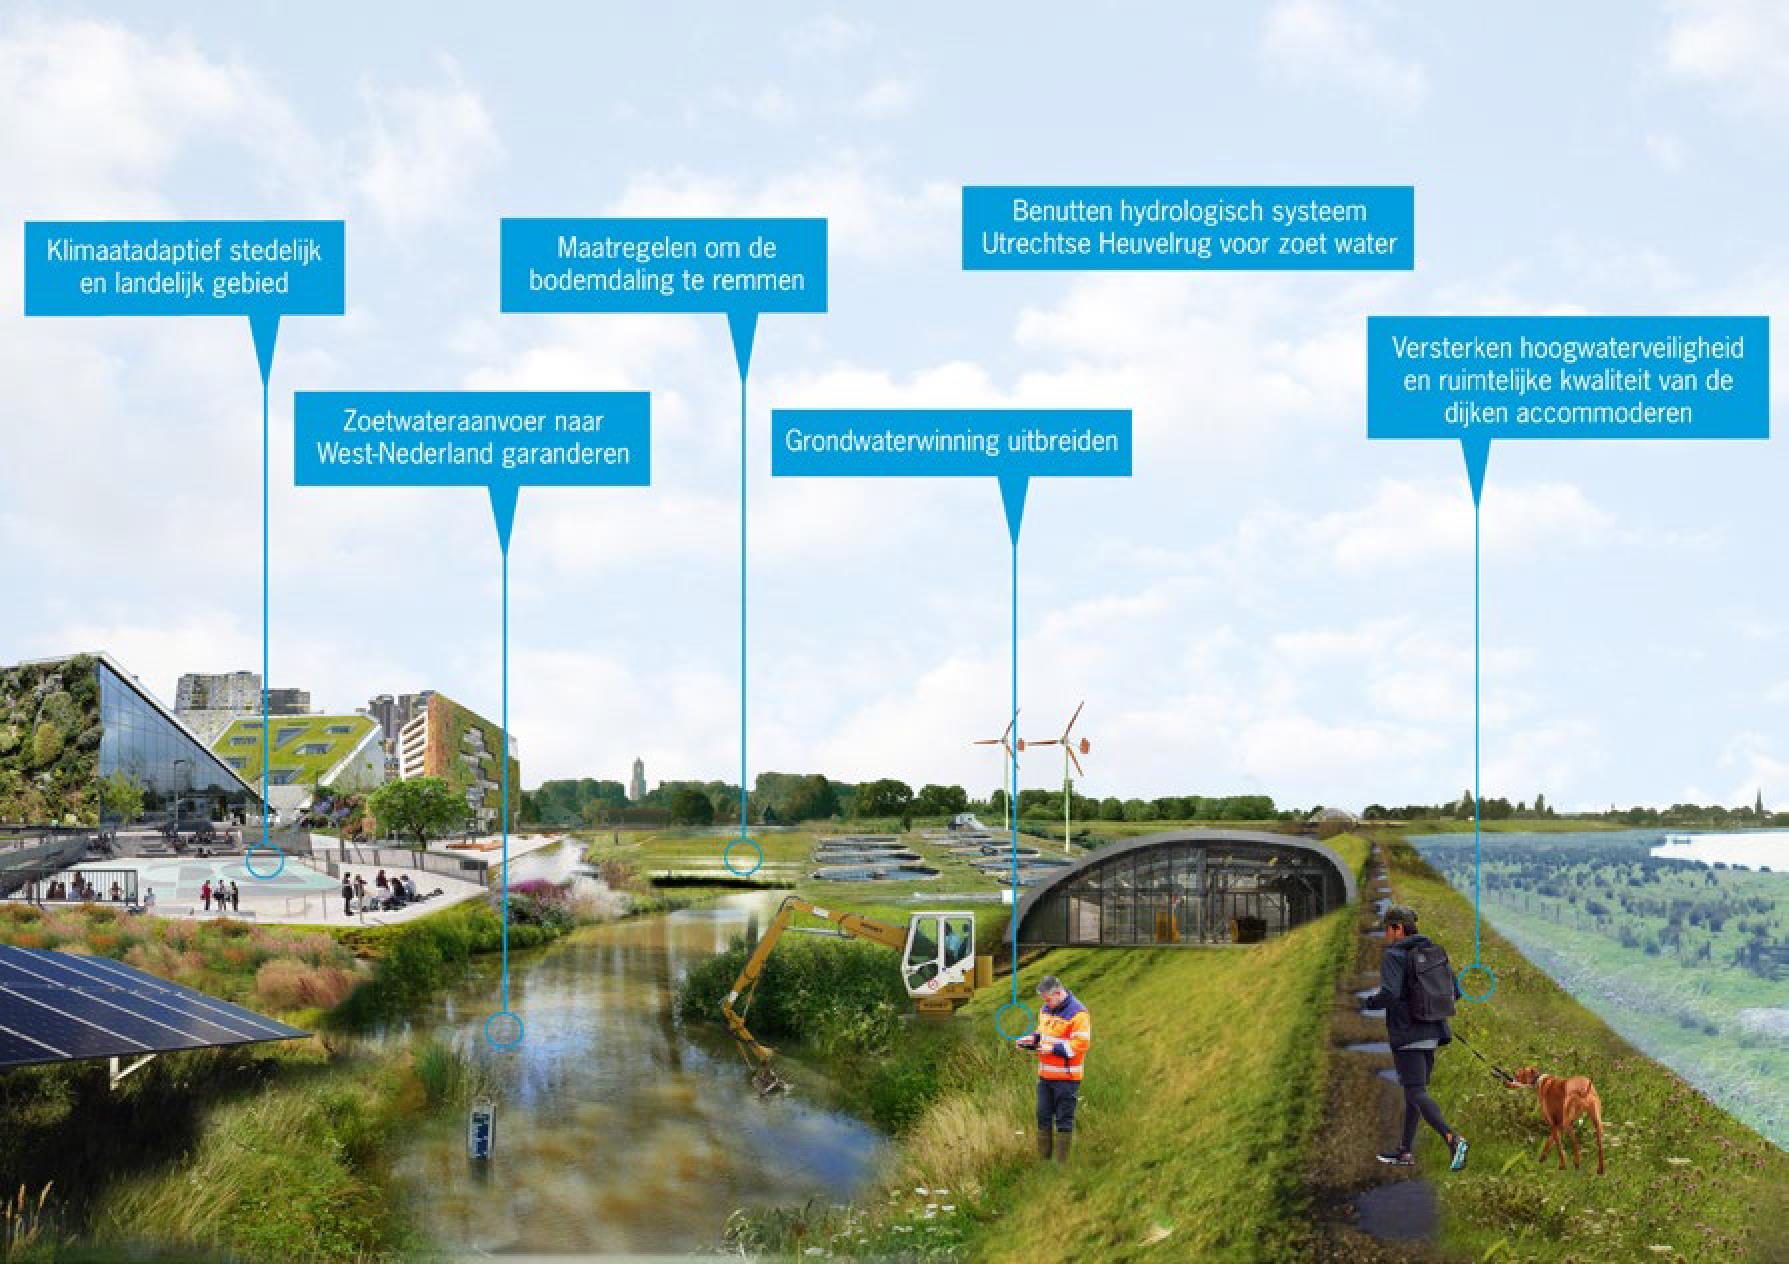 Klimaatadaptief stedelijk
en landelijk gebied
Maatregelen om de
bodemdaling te remmen
Benutten hydrologisch systeem
Utrechtse Heuvelrug voor zoet water
Zoetwateraanvoer naar
West-Nederland garanderen
Grondwaterwinning uitbreiden
Versterken hoogwaterveiligheid
en ruimtelijke kwaliteit van de
dijken accommoderen